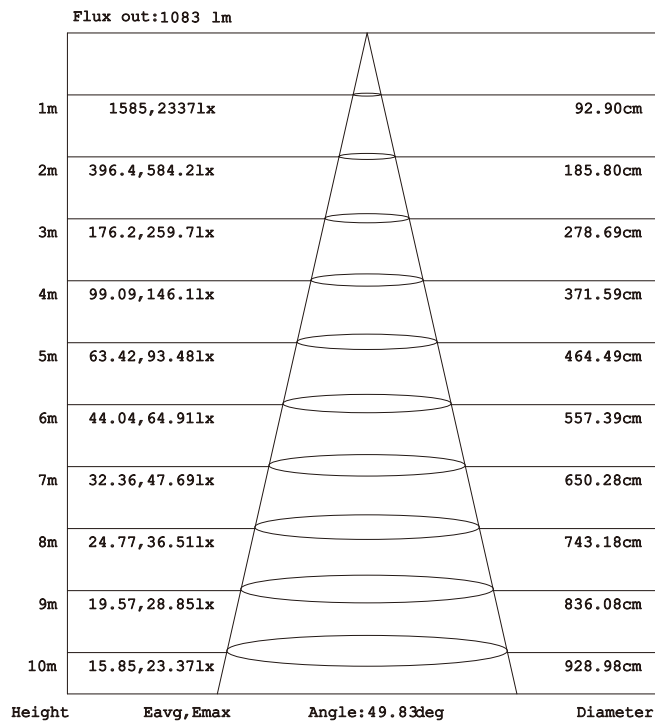 Flux out:1083 lm
1m 1585,2337lx 92.90cm
2m 396.4,584.2lx 185.80cm
3m 176.2,259.7lx 278.69cm
4m 99.09,146.1lx 371.59cm
5m 63.42,93.48lx 464.49cm
6m 44.04,64.91lx 557.39cm
7m 32.36,47.69lx 650.28cm
8m 24.77,36.51lx 743.18cm
9m 19.57,28.85lx 836.08cm
10m 15.85,23.37lx 928.98cm
Height Eavg,Emax Angle:49.83deg Diameter